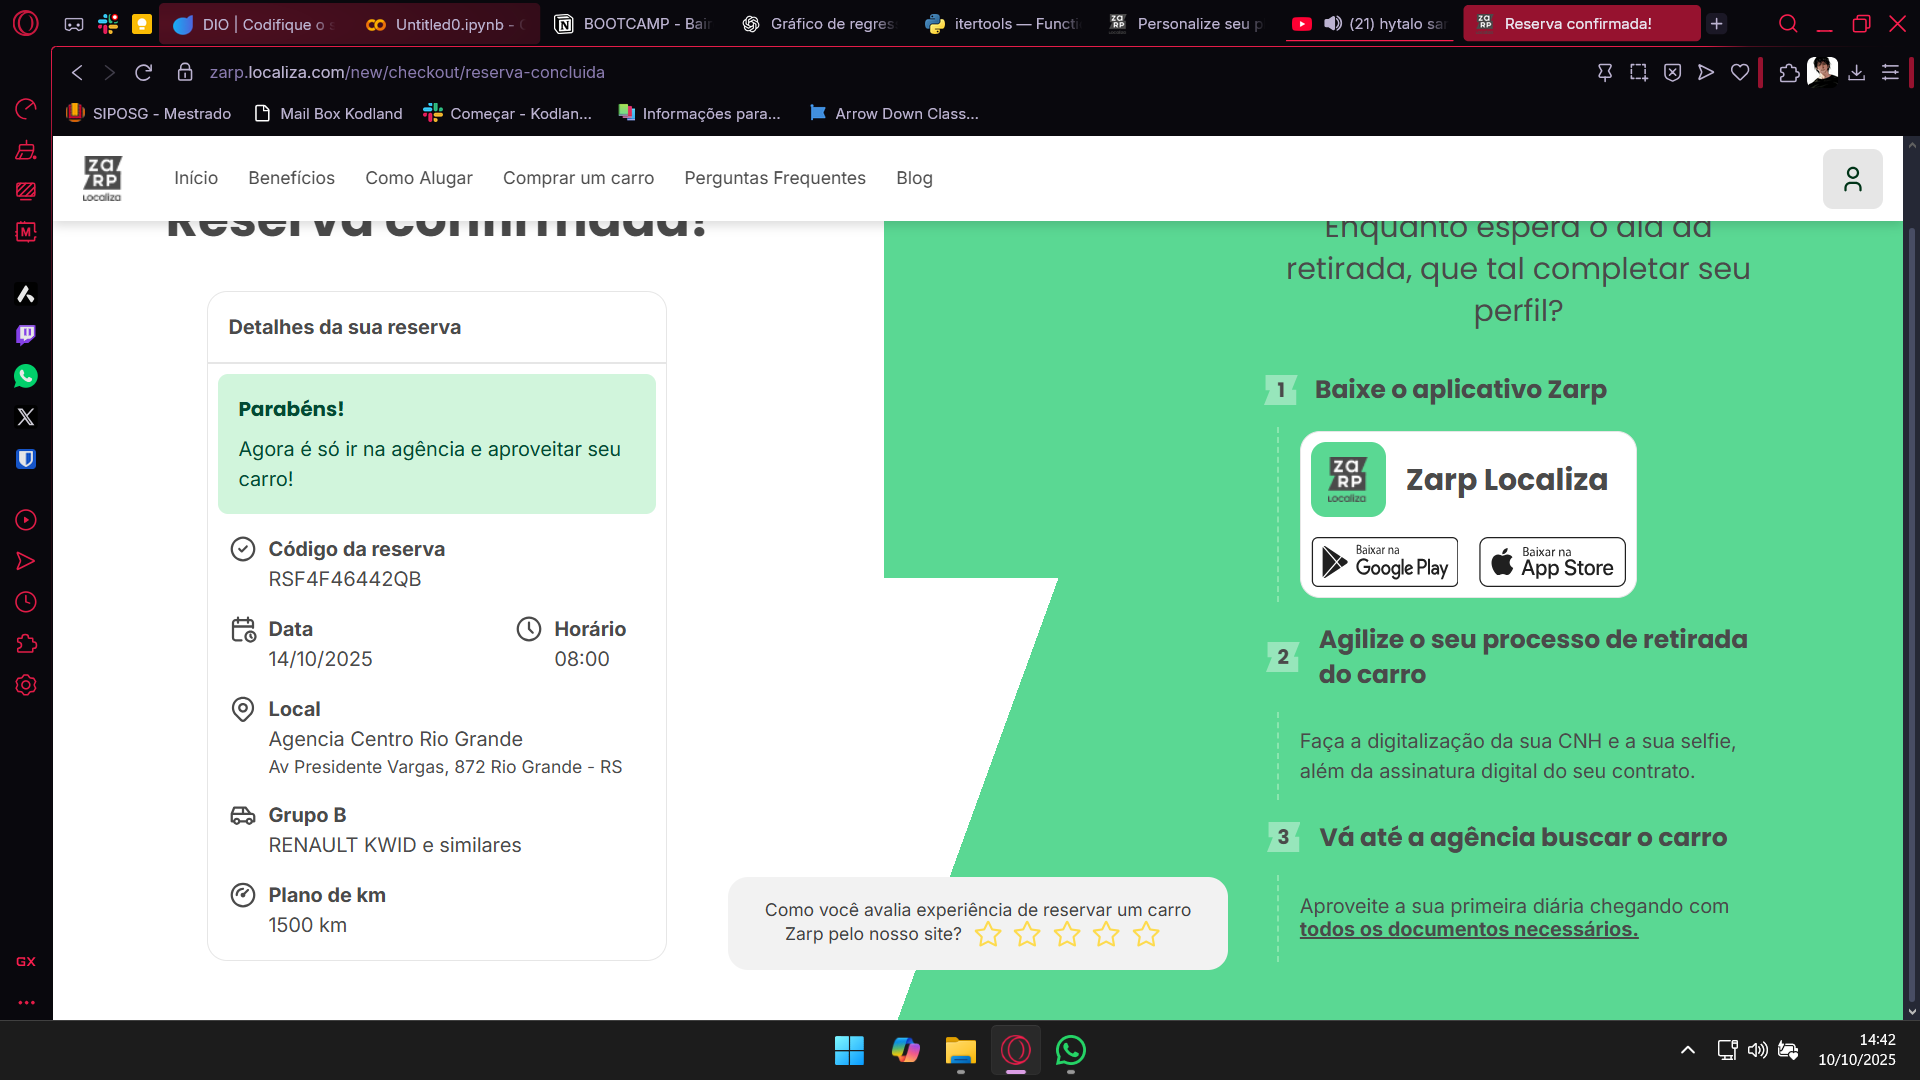 DIO | Codifique o s
Untitled0.ipynb - C
BOOTCAMP - Bair
Gráfico de regres
itertools — Functi
Personalize seu p
(21) hytalo sar
Reserva confirmada!
zarp.localiza.com/new/checkout/reserva-concluida
SIPOSG - Mestrado
Mail Box Kodland
Começar - Kodlan...
Informações para...
Arrow Down Class...
za
RP
Localiza
Início
Benefícios
Como Alugar
Comprar um carro
Perguntas Frequentes
Blog
Reserva confirmada!
Detalhes da sua reserva
Parabéns!
Agora é só ir na agência e aproveitar seu
carro!
Código da reserva
RSF4F46442QB
Data
14/10/2025
Horário
08:00
Local
Agencia Centro Rio Grande
Av Presidente Vargas, 872 Rio Grande - RS
Grupo B
RENAULT KWID e similares
Plano de km
1500 km
Como você avalia experiência de reservar um carro
Zarp pelo nosso site?
Enquanto espera o dia da
retirada, que tal completar seu
perfil?
1
Baixe o aplicativo Zarp
za
RP
Localiza
Zarp Localiza
Baixar na
Google Play
Baixar na
App Store
2
Agilize o seu processo de retirada
do carro
Faça a digitalização da sua CNH e a sua selfie,
além da assinatura digital do seu contrato.
3
Vá até a agência buscar o carro
Aproveite a sua primeira diária chegando com
todos os documentos necessários.
GX
14:42
10/10/2025